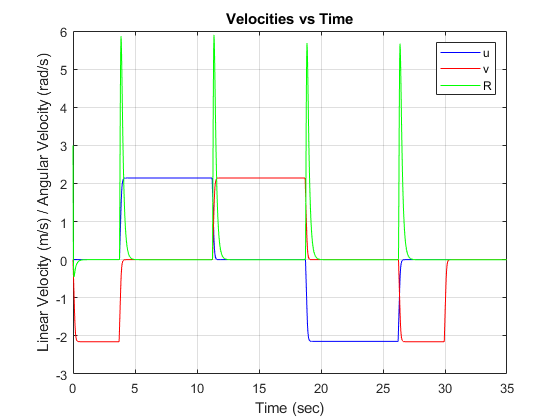 Velocities vs Time
Linear Velocity (m/s) / Angular Velocity (rad/s)
6
5
4
3
2
1
0
-1
-2
-3
u
v
R
0 5 10 15 20 25 30 35
Time (sec)